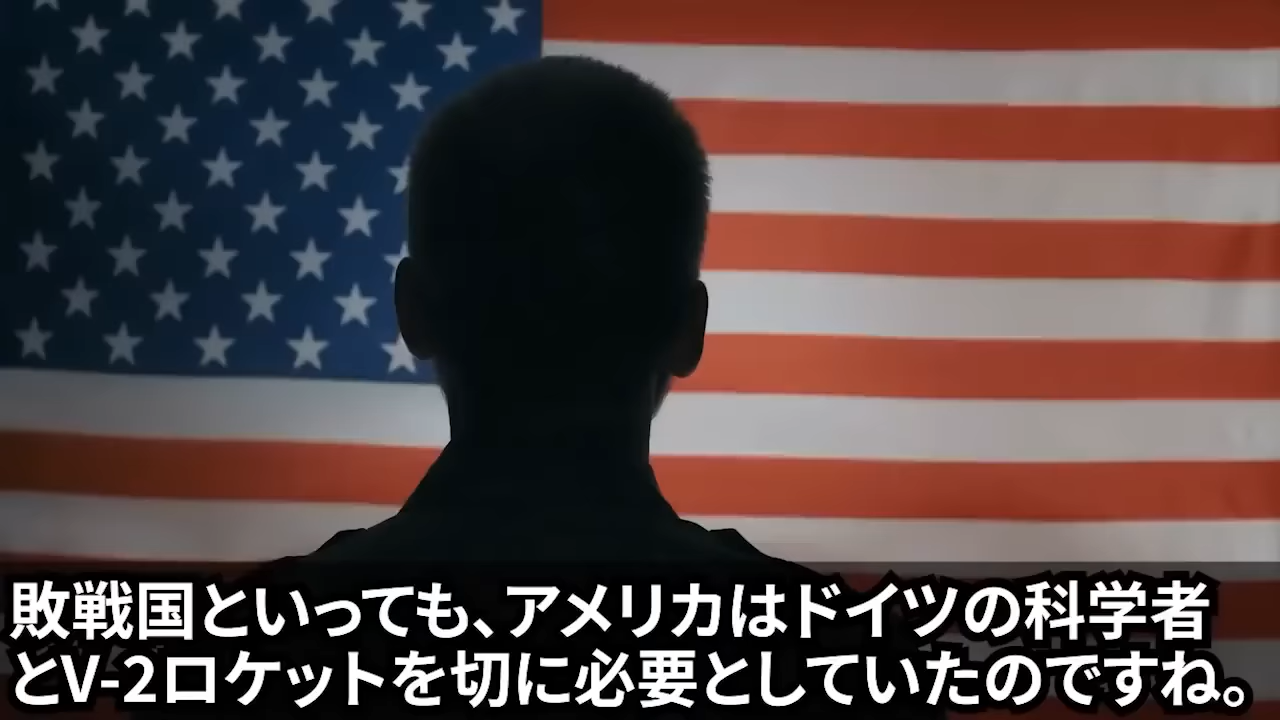 敗戦国といっても、アメリカはドイツの科学者
とV-2ロケットを切に必要としていたのですね。